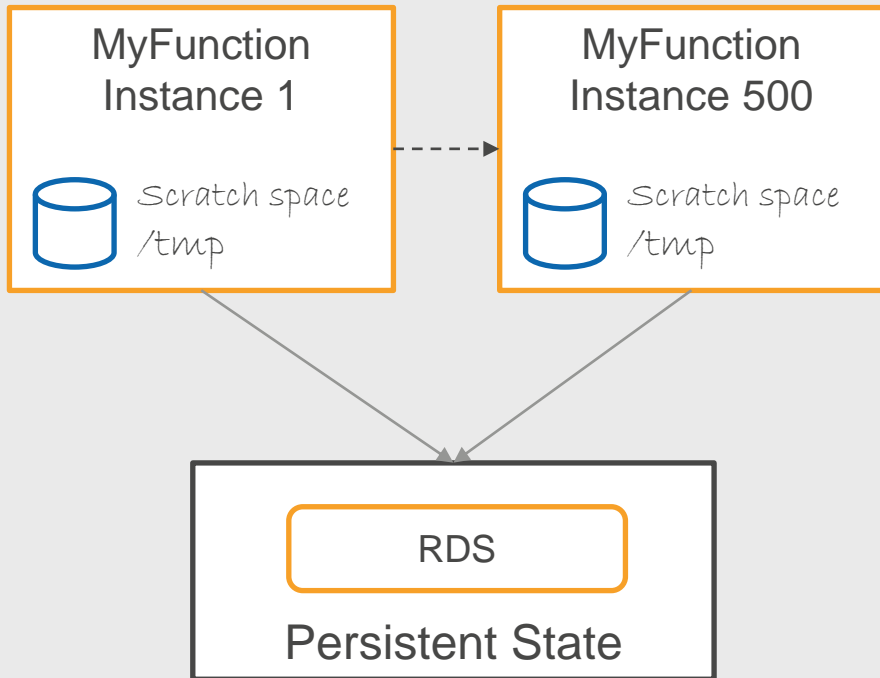 MyFunction
Instance 1
Scratch space
/tmp
MyFunction
Instance 500
Scratch space
/tmp
RDS
Persistent State